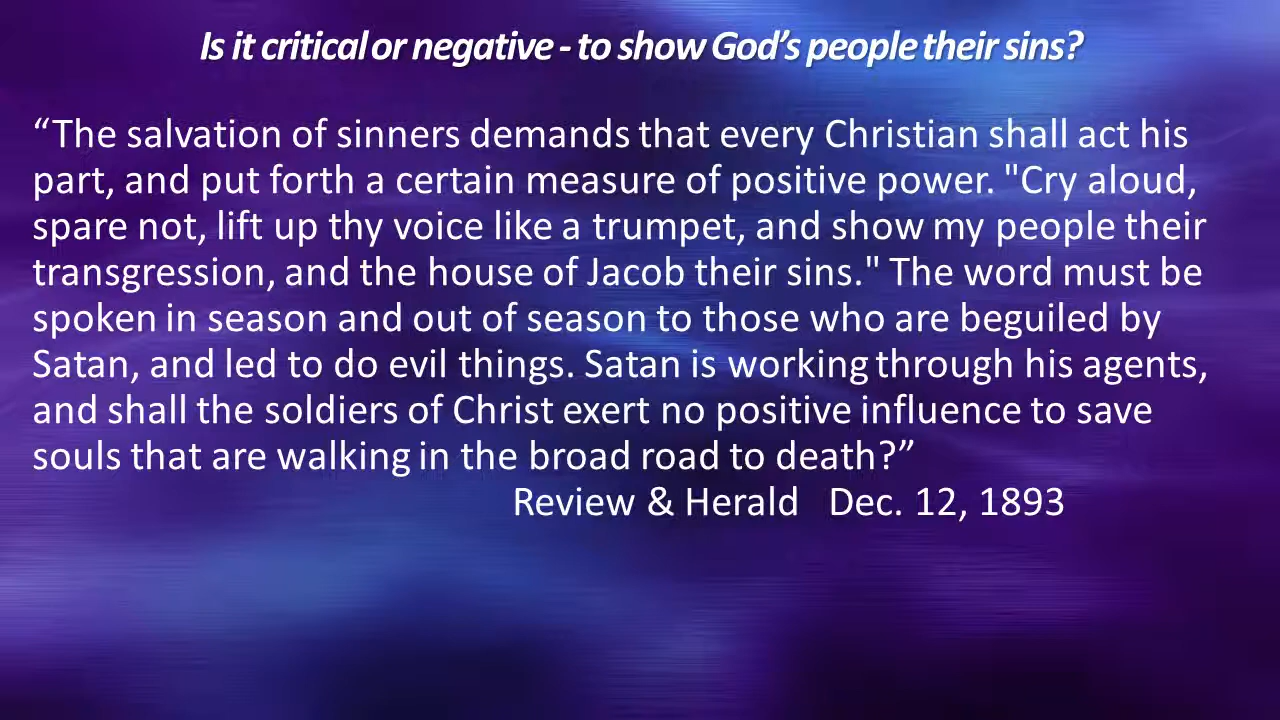 Is it critical or negative - to show God’s people their sins?
“The salvation of sinners demands that every Christian shall act his
part, and put forth a certain measure of positive power. "Cry aloud,
spare not, lift up thy voice like a trumpet, and show my people their
transgression, and the house of Jacob their sins." The word must be
spoken in season and out of season to those who are beguiled by
Satan, and led to do evil things. Satan is working through his agents,
and shall the soldiers of Christ exert no positive influence to save
souls that are walking in the broad road to death?”
Review & Herald Dec. 12, 1893